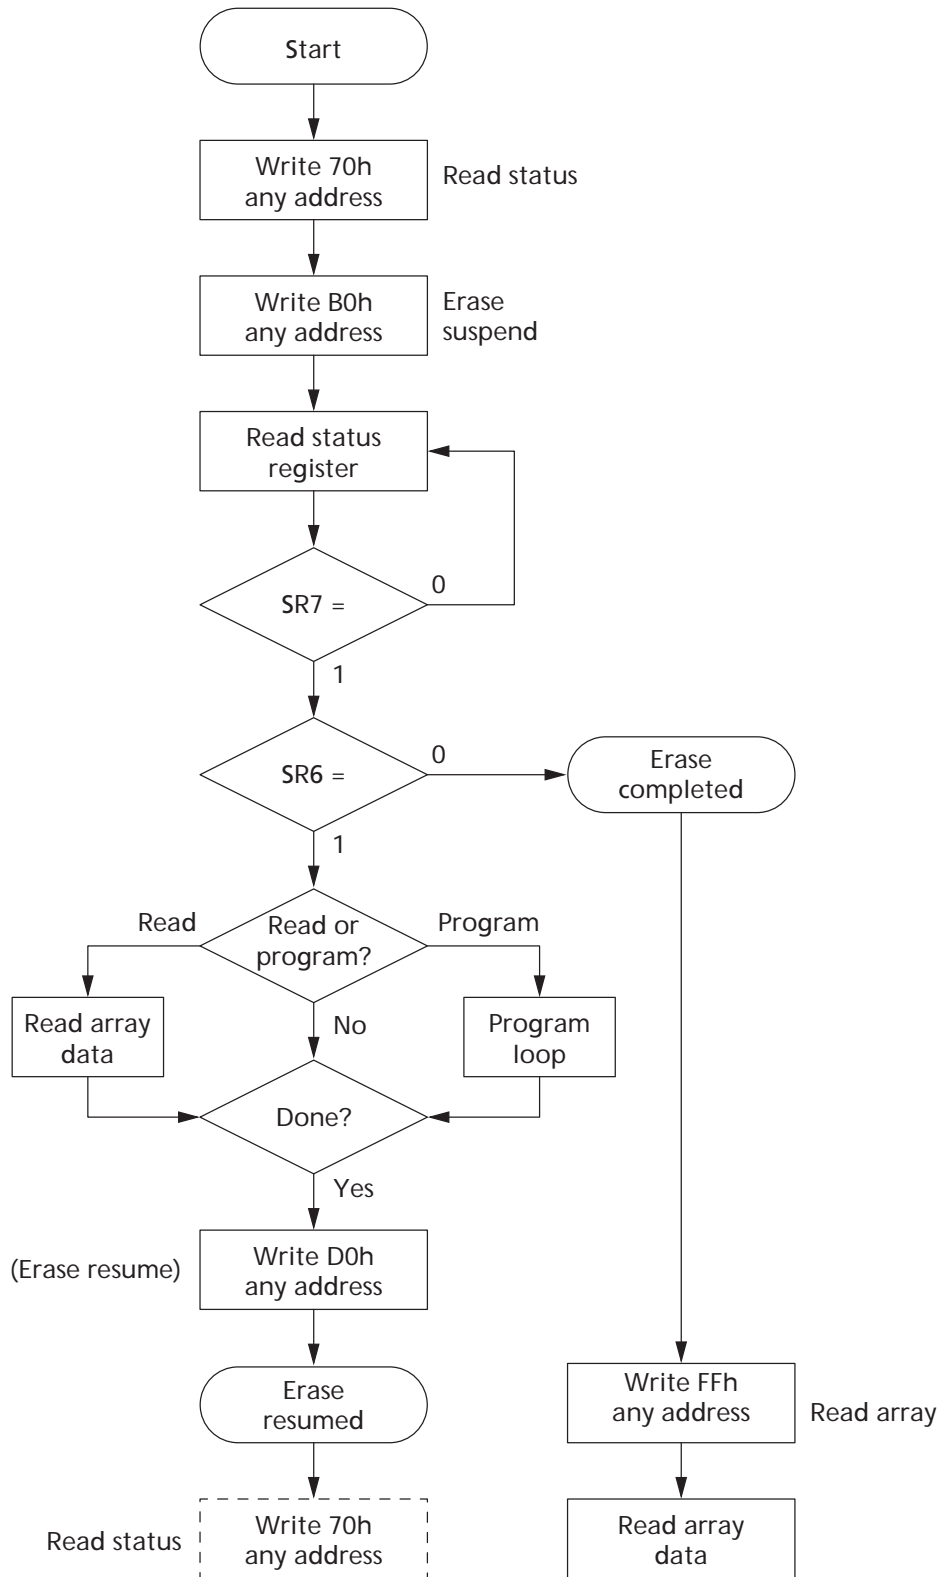 Start
Write 70h
any address
Read status
Write B0h
any address
Erase
suspend
Read status
register
SR7 =
0
1
SR6 =
0
Erase
completed
1
Read
Read or
program?
Program
Read array
data
No
Program
loop
Done?
Yes
(Erase resume)
Write D0h
any address
Erase
resumed
Write FFh
any address
Read array
Read status
Write 70h
any address
Read array
data